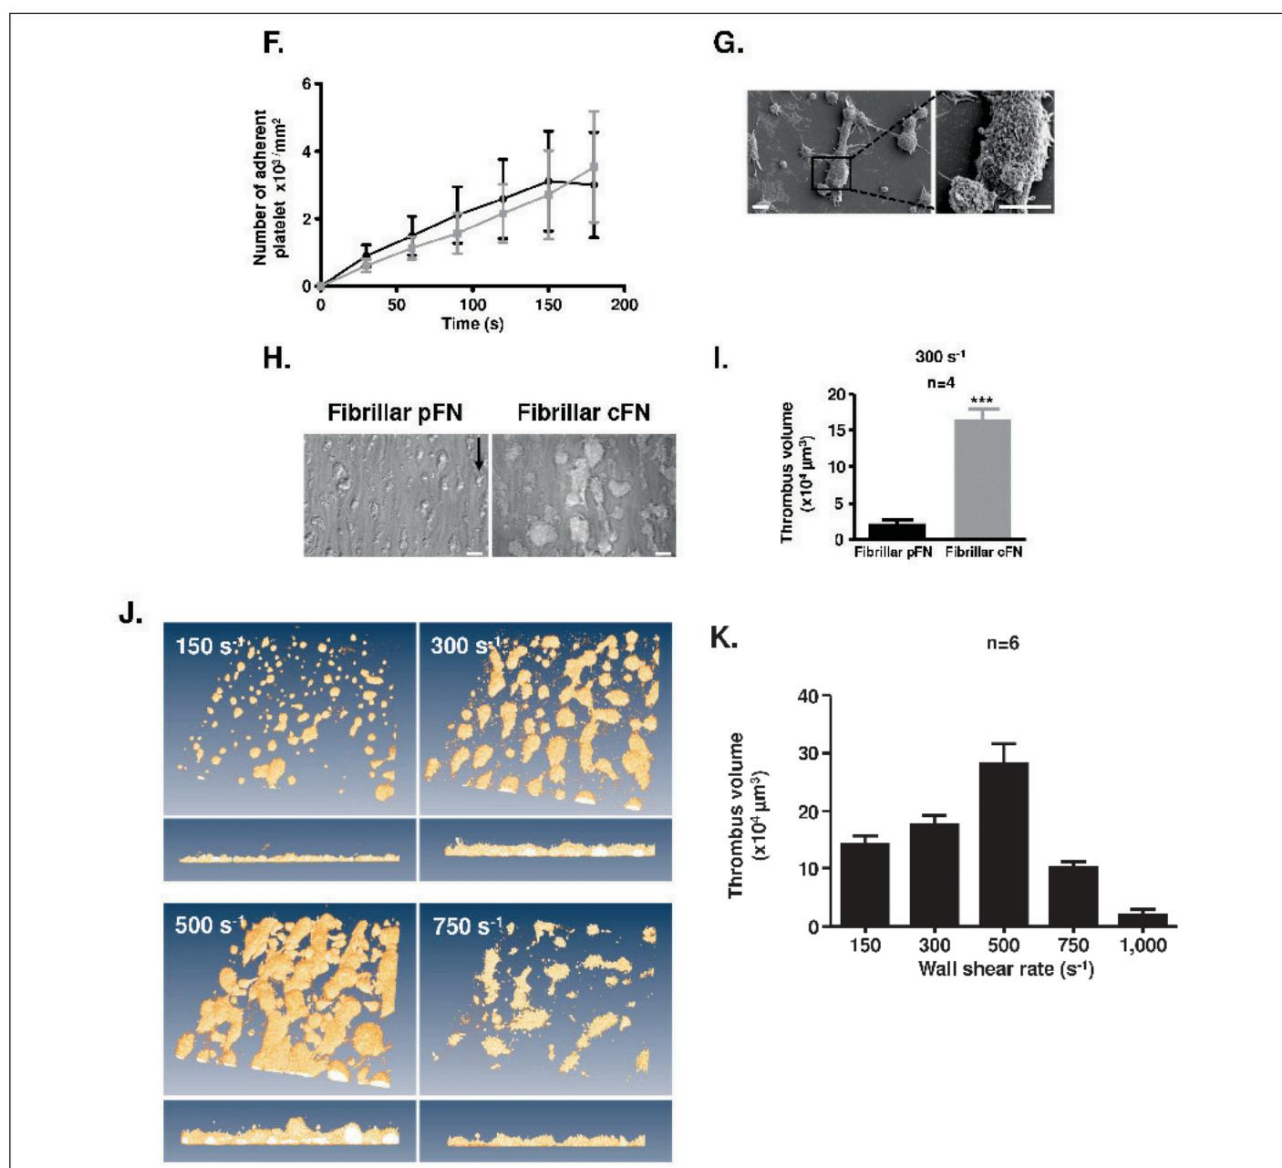 F.
6
4
2
0
Number of adherent
platelet x10³/mm²
0 50 100 150 200
Time (s)
G.
H.
Fibrillar pFN Fibrillar cFN
I.
300 s⁻¹
n=4
***
20
15
10
5
0
Thrombus volume
(x10⁴ µm³)
Fibrillar pFN Fibrillar cFN
J.
150 s⁻¹ 300 s⁻¹
500 s⁻¹ 750 s⁻¹
K.
n=6
40
30
20
10
0
Thrombus volume
(x10⁴ µm³)
150 300 500 750 1,000
Wall shear rate (s⁻¹)